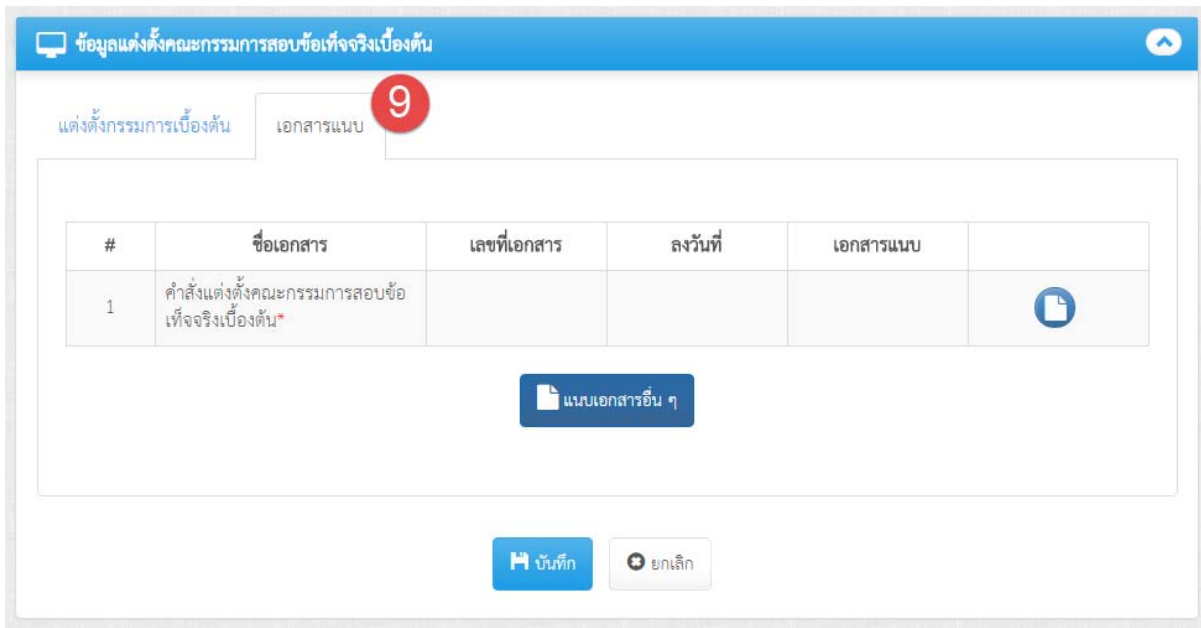 ข้อมูลแต่งตั้งคณะกรรมการสอบข้อเท็จจริงเบื้องต้น
แต่งตั้งกรรมการเบื้องต้น เอกสารแนบ 9
# ชื่อเอกสาร เลขที่เอกสาร ลงวันที่ เอกสารแนบ
1 คำสั่งแต่งตั้งคณะกรรมการสอบข้อ
เท็จจริงเบื้องต้น*
แนบเอกสารอื่น ๆ
บันทึก ยกเลิก